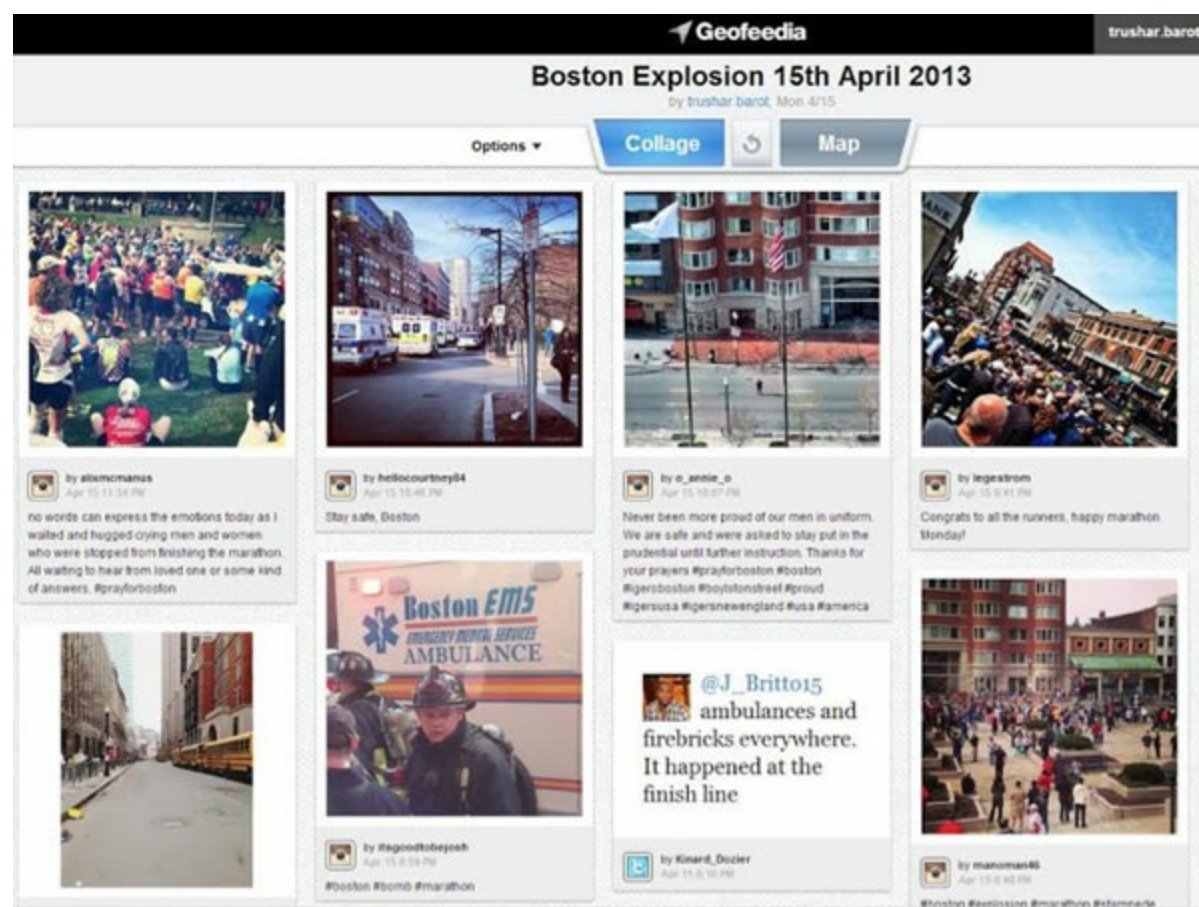 Geofeedia
trushar.barot
Boston Explosion 15th April 2013
by trushar.barot, Mon 4/15
Options
Collage
Map
by alixmcmanus
Apr 15 11:34 PM
no words can express the emotions today as I
waited and hugged crying men and women
who were stopped from finishing the marathon.
All waiting to hear from loved one or some kind
of answers. #prayforboston
by hellocourtney84
Apr 15 10:46 PM
Stay safe, Boston
Boston EMS
EMERGENCY MEDICAL SERVICES
AMBULANCE
by itsgoodtobejosh
Apr 15 8:59 PM
#boston #bomb #marathon
by o_annie_o
Apr 15 10:07 PM
Never been more proud of our men in uniform.
We are safe and were asked to stay put in the
prudential until further instruction. Thanks for
your prayers #prayforboston #boston
#igersboston #boylstonstreet #proud
#igersusa #igersnewengland #usa #america
@J_Britto15
ambulances and
firebricks everywhere.
It happened at the
finish line
by Kinard_Dozier
Apr 15 8:16 PM
by legestrom
Apr 15 9:41 PM
Congrats to all the runners, happy marathon
Monday!
by manoman46
Apr 15 8:48 PM
#boston #explosion #marathon #stampede